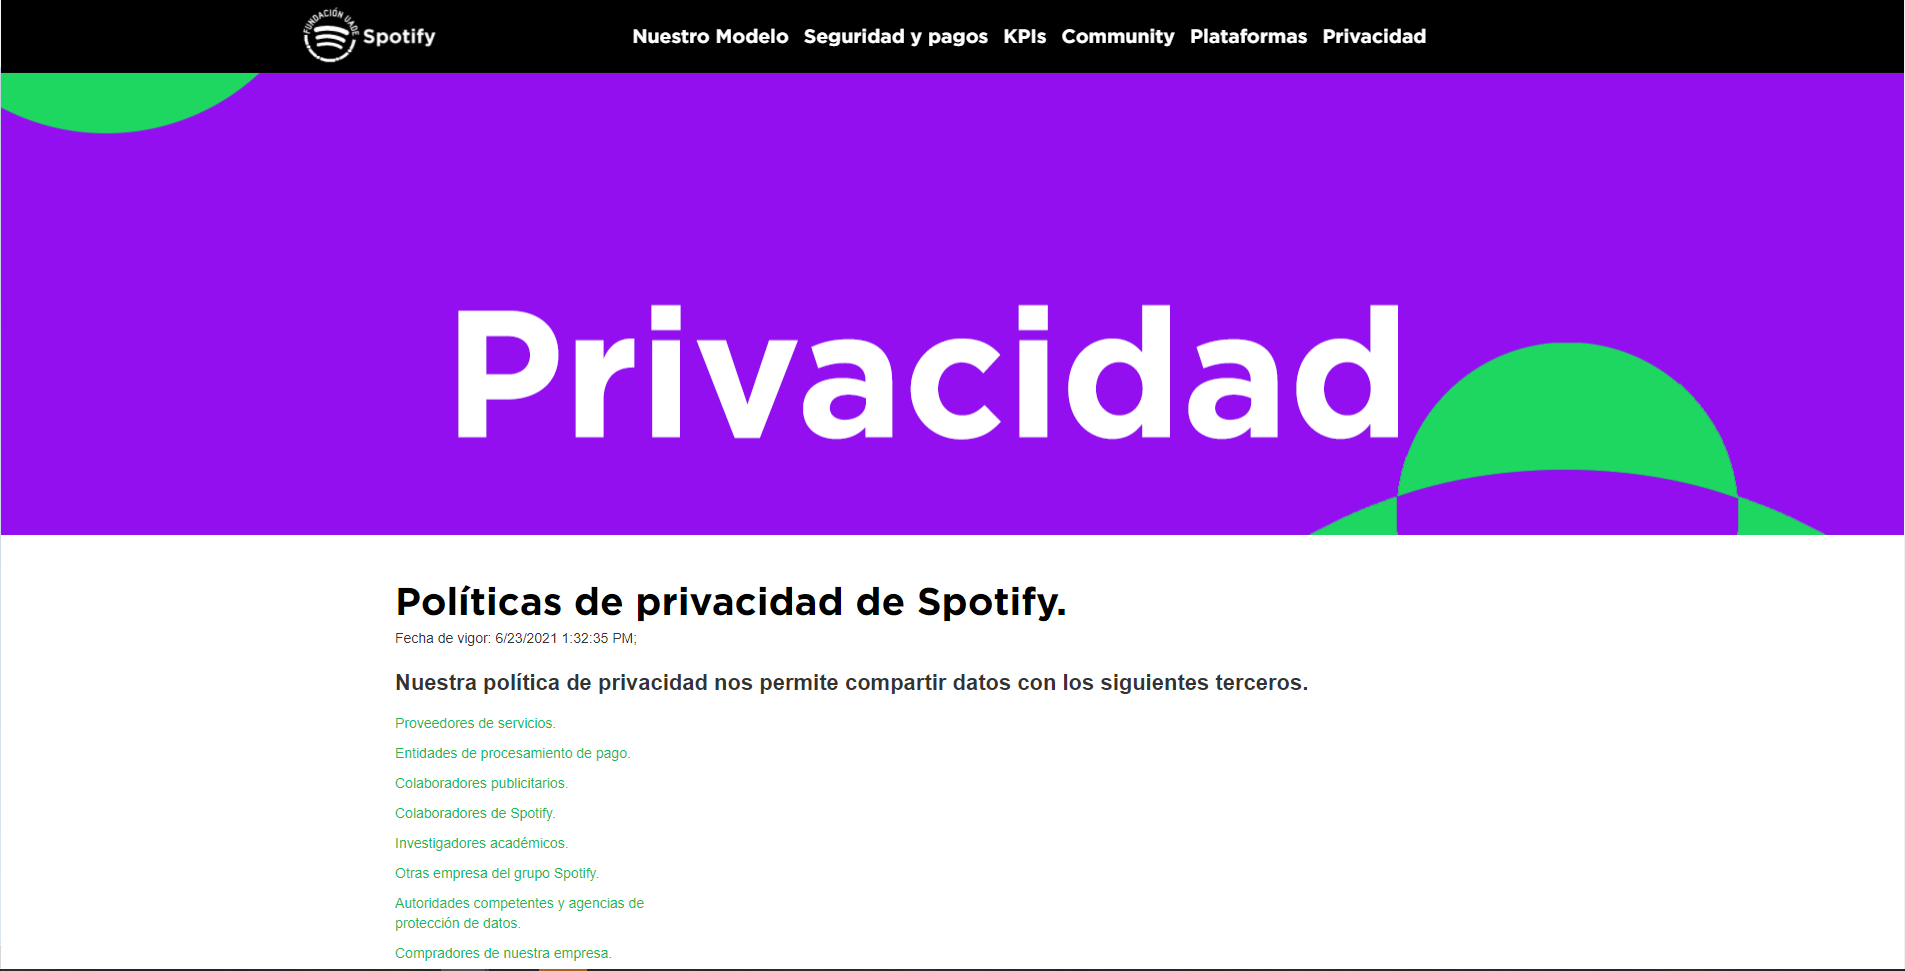 FUNDACIÓN UADE
Spotify
Nuestro Modelo Seguridad y pagos KPIs Community Plataformas Privacidad
Privacidad
Políticas de privacidad de Spotify.
Fecha de vigor: 6/23/2021 1:32:35 PM;
Nuestra política de privacidad nos permite compartir datos con los siguientes terceros.
Proveedores de servicios.
Entidades de procesamiento de pago.
Colaboradores publicitarios.
Colaboradores de Spotify.
Investigadores académicos.
Otras empresa del grupo Spotify.
Autoridades competentes y agencias de
protección de datos.
Compradores de nuestra empresa.